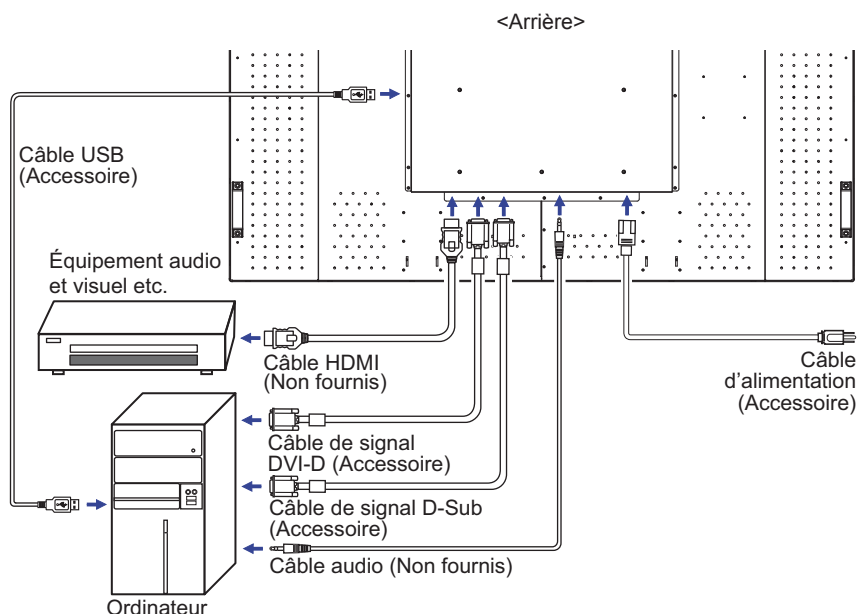 <Arrière>
Câble USB
(Accessoire)
Équipement audio
et visuel etc.
Câble HDMI
(Non fournis)
Câble
d’alimentation
(Accessoire)
Câble de signal
DVI-D (Accessoire)
Câble de signal D-Sub
(Accessoire)
Câble audio (Non fournis)
Ordinateur